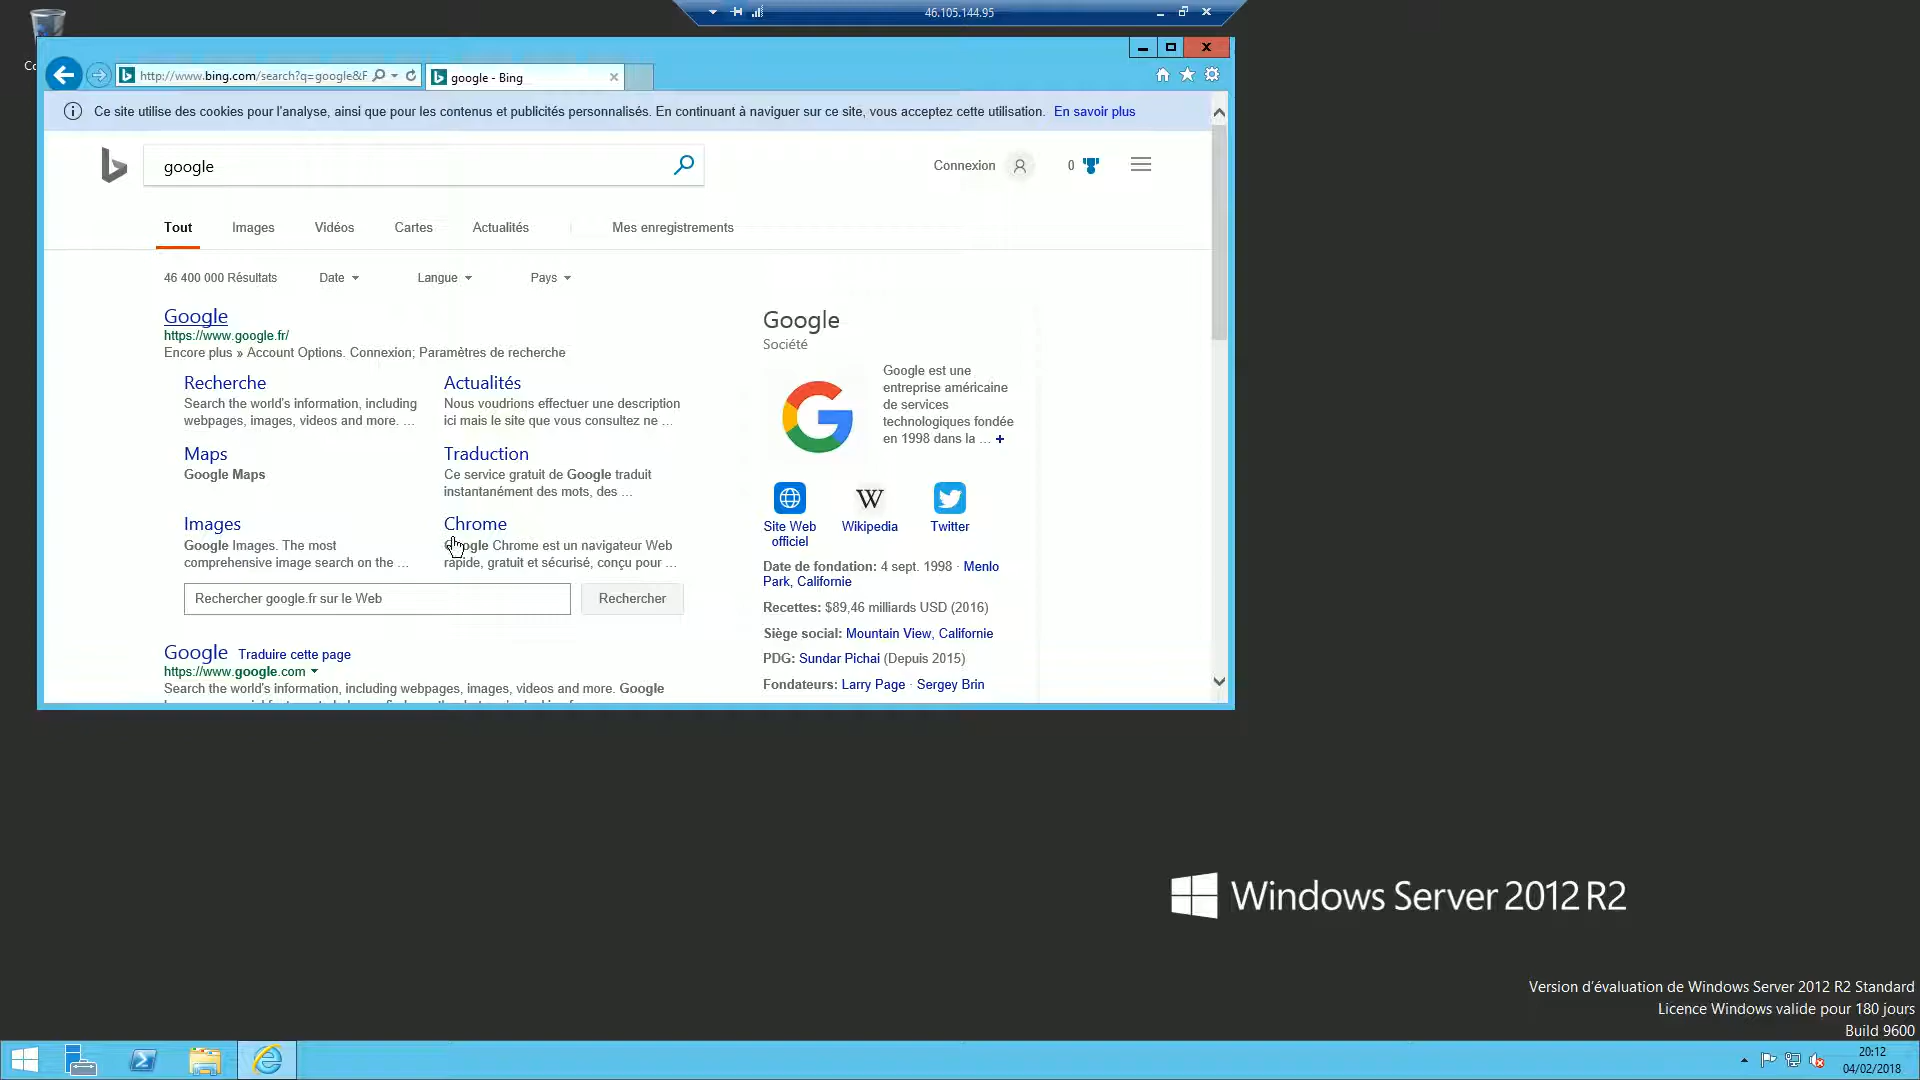 46.105.144.95
http://www.bing.com/search?q=google&F
google - Bing
Ce site utilise des cookies pour l'analyse, ainsi que pour les contenus et publicités personnalisés. En continuant à naviguer sur ce site, vous acceptez cette utilisation. En savoir plus
google
Connexion
0
Tout Images Vidéos Cartes Actualités Mes enregistrements
46 400 000 Résultats Date Langue Pays
Google
https://www.google.fr/
Encore plus » Account Options. Connexion; Paramètres de recherche
Recherche
Search the world's information, including
webpages, images, videos and more. ...
Actualités
Nous voudrions effectuer une description
ici mais le site que vous consultez ne ...
Maps
Google Maps
Traduction
Ce service gratuit de Google traduit
instantanément des mots, des ...
Images
Google Images. The most
comprehensive image search on the ...
Chrome
Google Chrome est un navigateur Web
rapide, gratuit et sécurisé, conçu pour ...
Rechercher google.fr sur le Web
Rechercher
Google Traduire cette page
https://www.google.com
Search the world's information, including webpages, images, videos and more. Google
Google
Société
Google est une
entreprise américaine
de services
technologiques fondée
en 1998 dans la ... +
Site Web
officiel
W
Wikipedia
Twitter
Date de fondation: 4 sept. 1998 · Menlo
Park, Californie
Recettes: $89,46 milliards USD (2016)
Siège social: Mountain View, Californie
PDG: Sundar Pichai (Depuis 2015)
Fondateurs: Larry Page · Sergey Brin
Windows Server 2012 R2
Version d'évaluation de Windows Server 2012 R2 Standard
Licence Windows valide pour 180 jours
Build 9600
20:12
04/02/2018